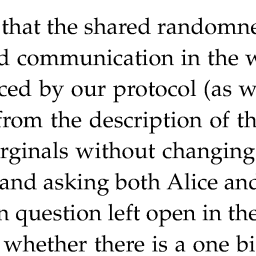 that the shared randomne
d communication in the w
ced by our protocol (as w
from the description of th
rginals without changing
and asking both Alice and
n question left open in the
whether there is a one bi